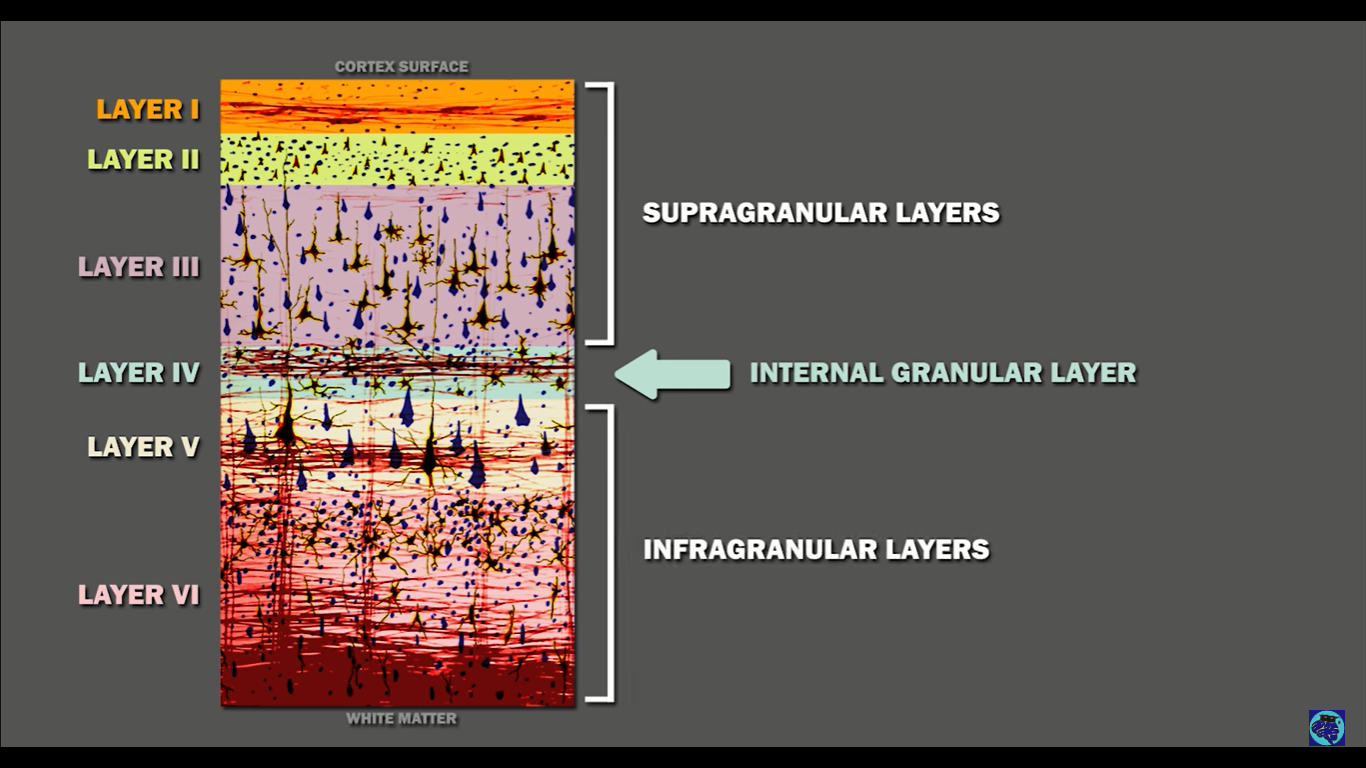 CORTEX SURFACE
LAYER I
LAYER II
SUPRAGRANULAR LAYERS
LAYER III
LAYER IV
INTERNAL GRANULAR LAYER
LAYER V
INFRAGRANULAR LAYERS
LAYER VI
WHITE MATTER